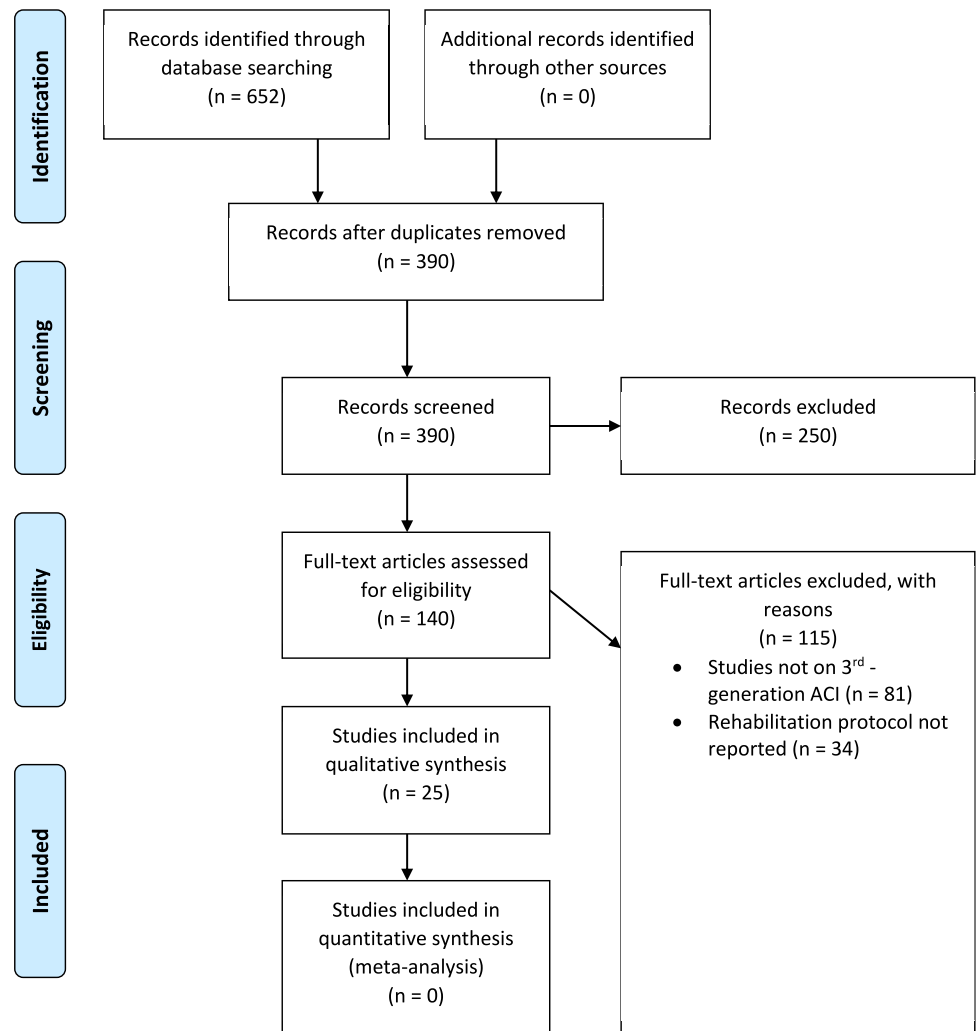 Identification
Records identified through
database searching
(n = 652)
Additional records identified
through other sources
(n = 0)
Records after duplicates removed
(n = 390)
Screening
Records screened
(n = 390)
Records excluded
(n = 250)
Eligibility
Full-text articles assessed
for eligibility
(n = 140)
Full-text articles excluded, with
reasons
(n = 115)
• Studies not on 3rd -
generation ACI (n = 81)
• Rehabilitation protocol not
reported (n = 34)
Studies included in
qualitative synthesis
(n = 25)
Included
Studies included in
quantitative synthesis
(meta-analysis)
(n = 0)